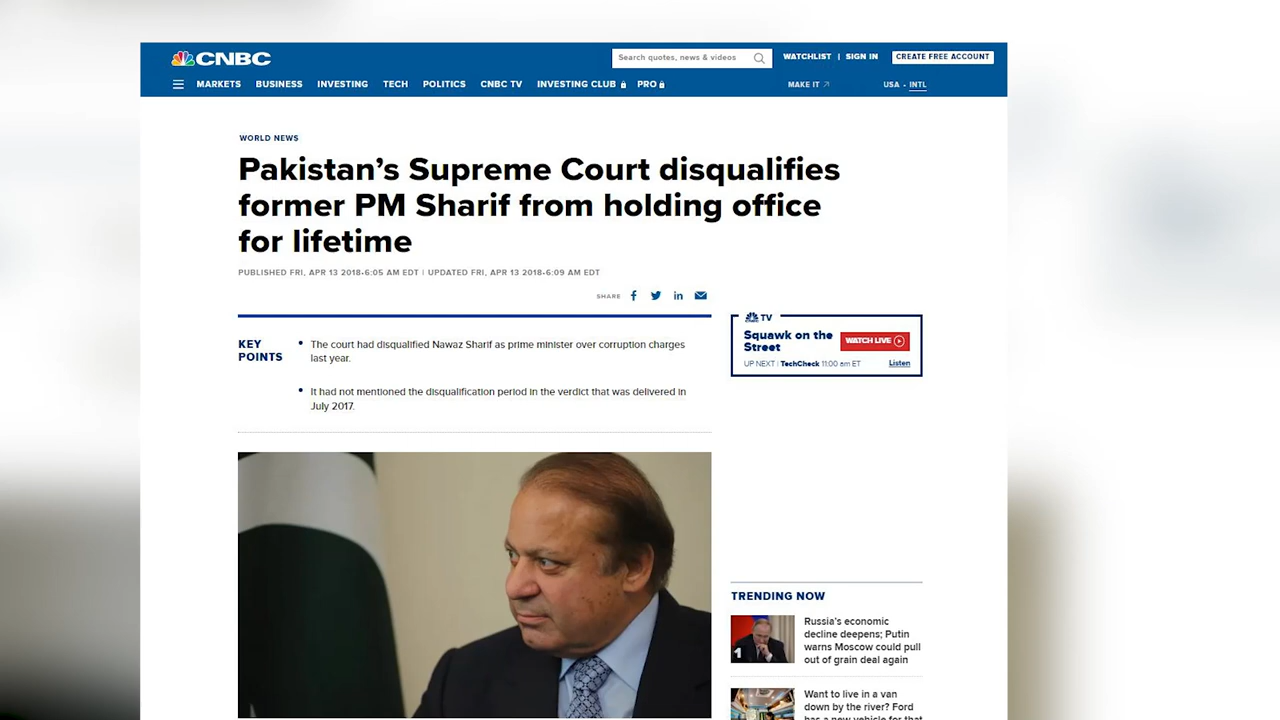 CNBC
Search quotes, news & videos
WATCHLIST | SIGN IN
CREATE FREE ACCOUNT
MARKETS BUSINESS INVESTING TECH POLITICS CNBC TV INVESTING CLUB PRO
MAKE IT
USA • INTL
WORLD NEWS
Pakistan’s Supreme Court disqualifies
former PM Sharif from holding office
for lifetime
PUBLISHED FRI, APR 13 2018•6:05 AM EDT | UPDATED FRI, APR 13 2018•6:09 AM EDT
SHARE
KEY
POINTS
• The court had disqualified Nawaz Sharif as prime minister over corruption charges
last year.
• It had not mentioned the disqualification period in the verdict that was delivered in
July 2017.
TV
Squawk on the
Street
WATCH LIVE
UP NEXT | TechCheck 11:00 am ET
Listen
TRENDING NOW
1
Russia’s economic
decline deepens; Putin
warns Moscow could pull
out of grain deal again
Want to live in a van
down by the river? Ford
has a new vehicle for that